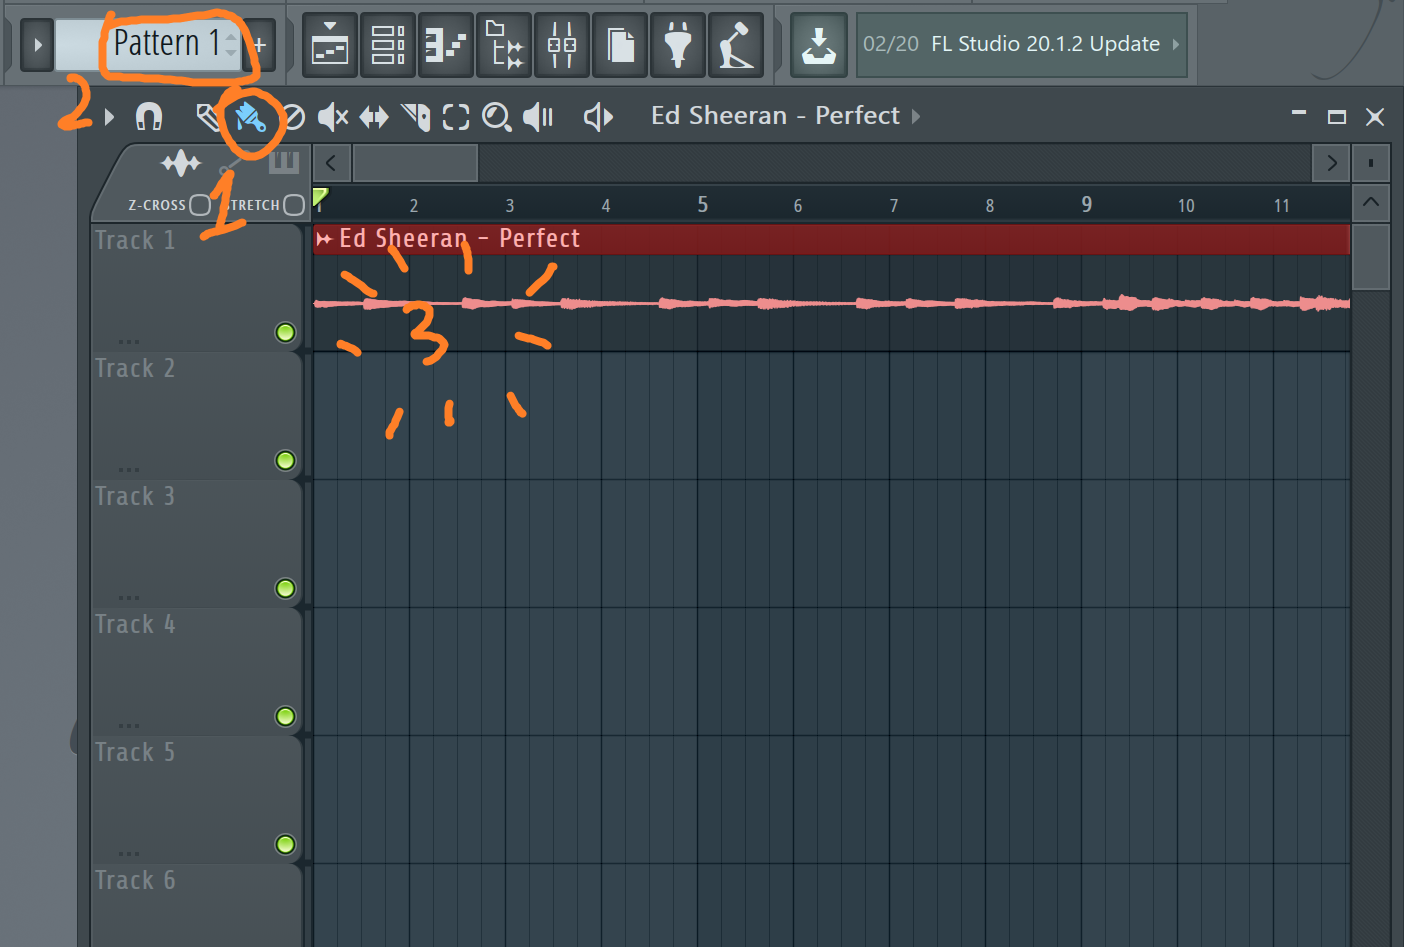 Pattern 1 +
02/20 FL Studio 20.1.2 Update
2
Ed Sheeran - Perfect
Z-CROSS STRETCH
1
1 2 3 4 5 6 7 8 9 10 11
Track 1
Ed Sheeran - Perfect
3
...
Track 2
...
Track 3
...
Track 4
...
Track 5
...
Track 6